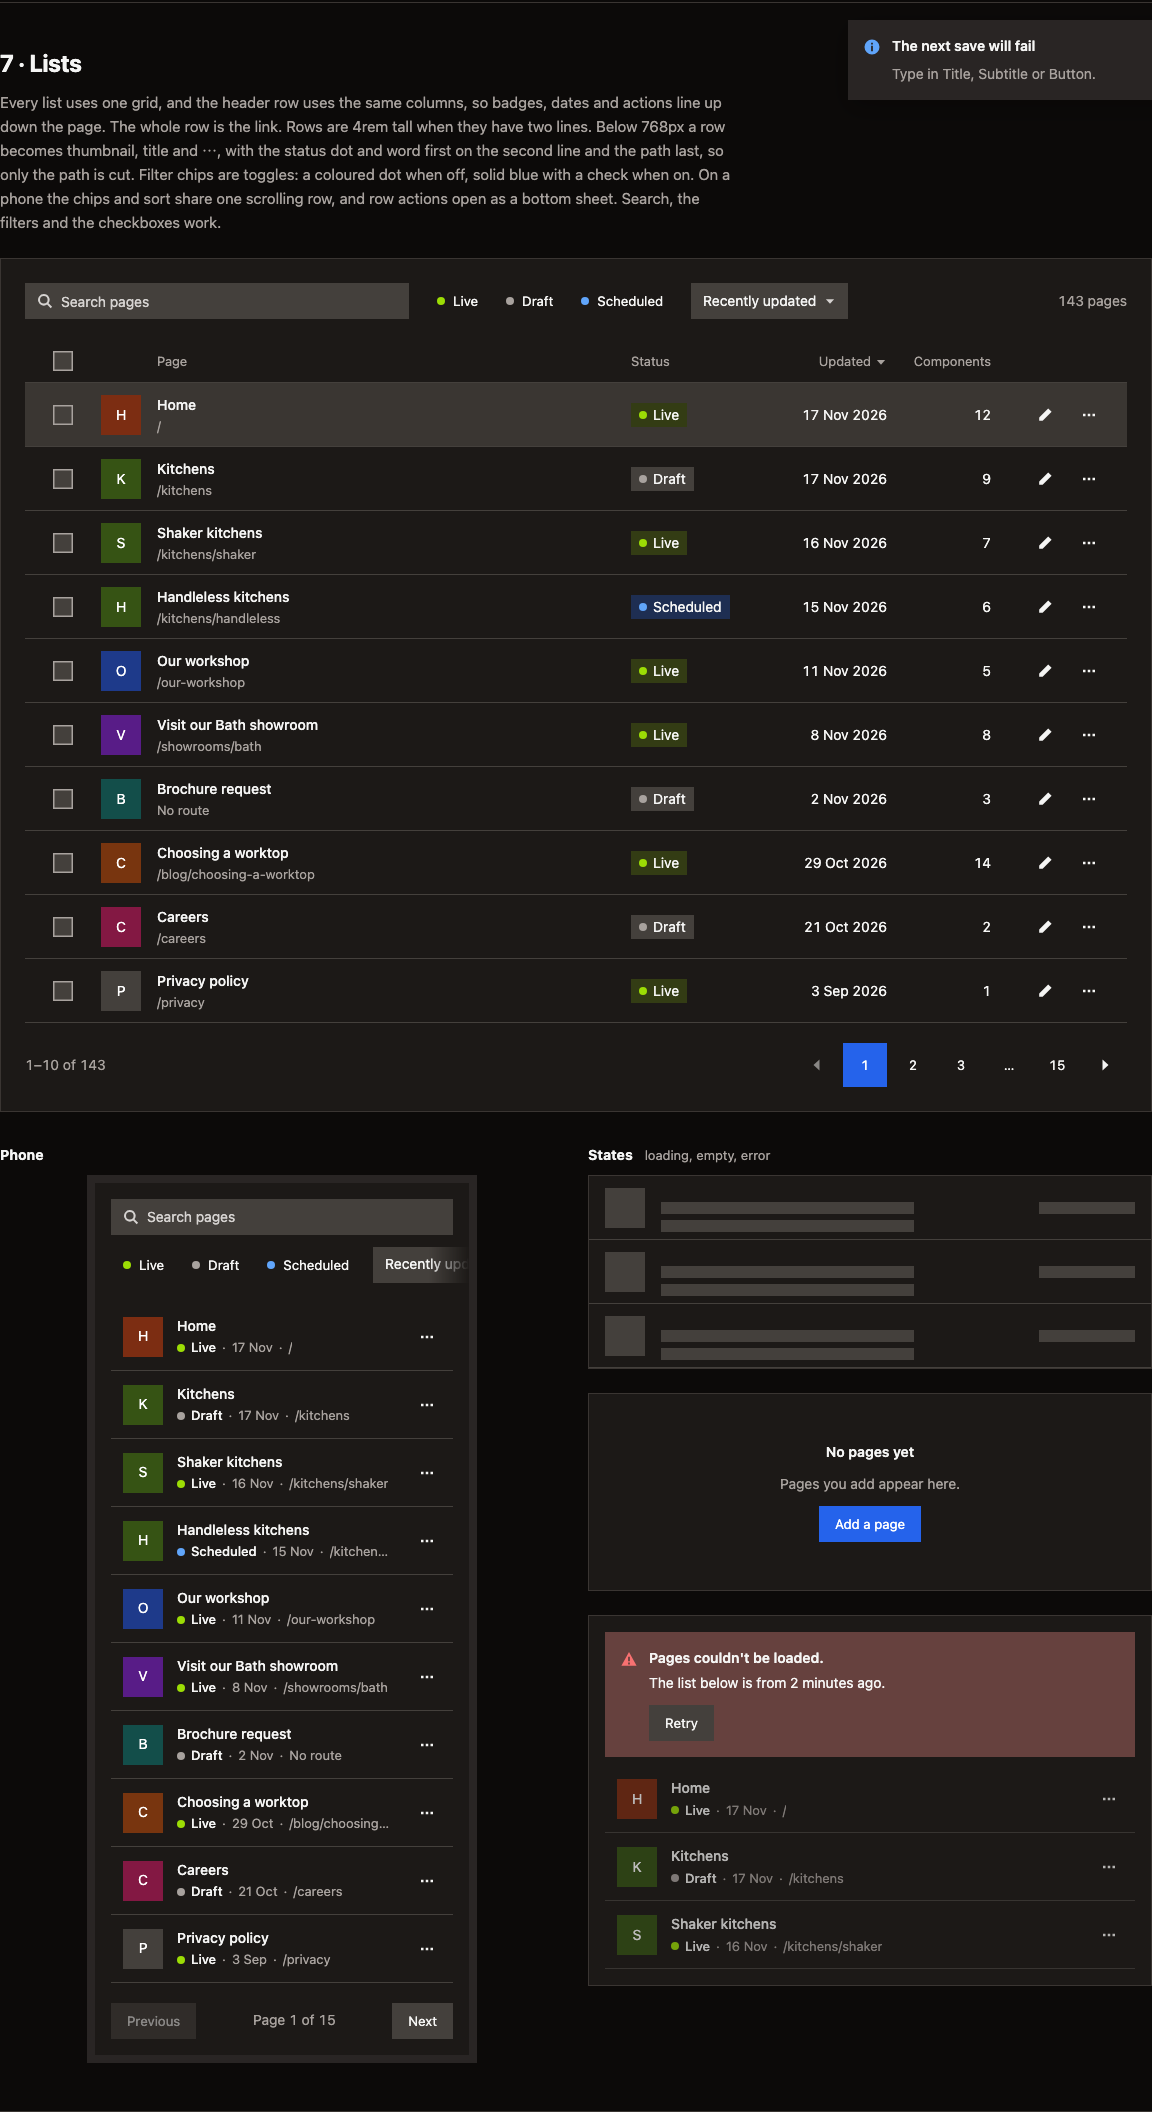 The next save will fail
Type in Title, Subtitle or Button.
7 · Lists
Every list uses one grid, and the header row uses the same columns, so badges, dates and actions line up
down the page. The whole row is the link. Rows are 4rem tall when they have two lines. Below 768px a row
becomes thumbnail, title and ···, with the status dot and word first on the second line and the path last, so
only the path is cut. Filter chips are toggles: a coloured dot when off, solid blue with a check when on. On a
phone the chips and sort share one scrolling row, and row actions open as a bottom sheet. Search, the
filters and the checkboxes work.
Search pages Live Draft Scheduled Recently updated 143 pages
Page Status Updated Components
H Home Live 17 Nov 2026 12
/
K Kitchens Draft 17 Nov 2026 9
/kitchens
S Shaker kitchens Live 16 Nov 2026 7
/kitchens/shaker
H Handleless kitchens Scheduled 15 Nov 2026 6
/kitchens/handleless
O Our workshop Live 11 Nov 2026 5
/our-workshop
V Visit our Bath showroom Live 8 Nov 2026 8
/showrooms/bath
B Brochure request Draft 2 Nov 2026 3
No route
C Choosing a worktop Live 29 Oct 2026 14
/blog/choosing-a-worktop
C Careers Draft 21 Oct 2026 2
/careers
P Privacy policy Live 3 Sep 2026 1
/privacy
1–10 of 143 1 2 3 … 15
Phone
Search pages
Live Draft Scheduled Recently upd
H Home
Live · 17 Nov · /
K Kitchens
Draft · 17 Nov · /kitchens
S Shaker kitchens
Live · 16 Nov · /kitchens/shaker
H Handleless kitchens
Scheduled · 15 Nov · /kitchen...
O Our workshop
Live · 11 Nov · /our-workshop
V Visit our Bath showroom
Live · 8 Nov · /showrooms/bath
B Brochure request
Draft · 2 Nov · No route
C Choosing a worktop
Live · 29 Oct · /blog/choosing...
C Careers
Draft · 21 Oct · /careers
P Privacy policy
Live · 3 Sep · /privacy
Previous Page 1 of 15 Next
States loading, empty, error
No pages yet
Pages you add appear here.
Add a page
Pages couldn't be loaded.
The list below is from 2 minutes ago.
Retry
H Home
Live · 17 Nov · /
K Kitchens
Draft · 17 Nov · /kitchens
S Shaker kitchens
Live · 16 Nov · /kitchens/shaker